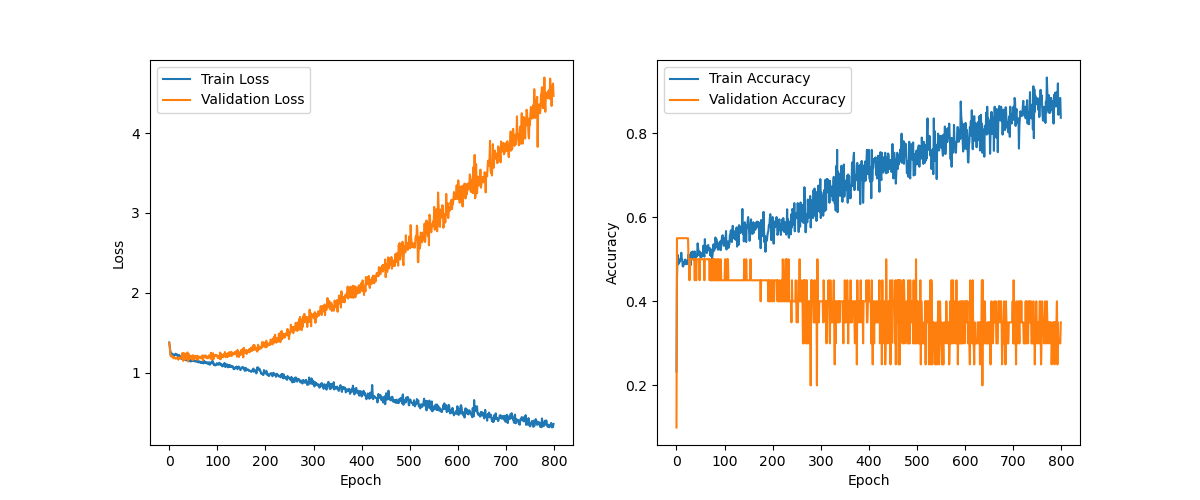 Train Loss
Validation Loss
Loss
4
3
2
1
0 100 200 300 400 500 600 700 800
Epoch
Train Accuracy
Validation Accuracy
Accuracy
0.8
0.6
0.4
0.2
0 100 200 300 400 500 600 700 800
Epoch